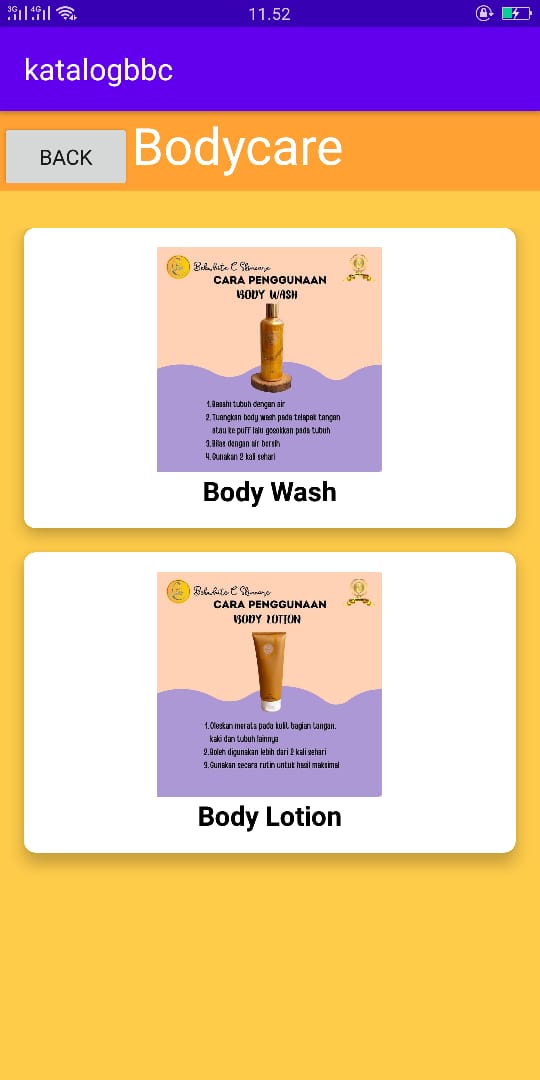 3G 4G 11.52
katalogbbc
BACK Bodycare
Bebwhite C Skincare
CARA PENGGUNAAN
BODY WASH
1.Basahi tubuh dengan air
2.Tuangkan body wash pada telapak tangan
atau ke puff lalu gosokkan pada tubuh
3.Bilas dengan air bersih
4.Gunakan 2 kali sehari
Body Wash
Bebwhite C Skincare
CARA PENGGUNAAN
BODY LOTION
1.Oleskan merata pada kulit bagian tangan,
kaki dan tubuh lainnya
2.Boleh digunakan lebih dari 2 kali sehari
3.Gunakan secara rutin untuk hasil maksimal
Body Lotion